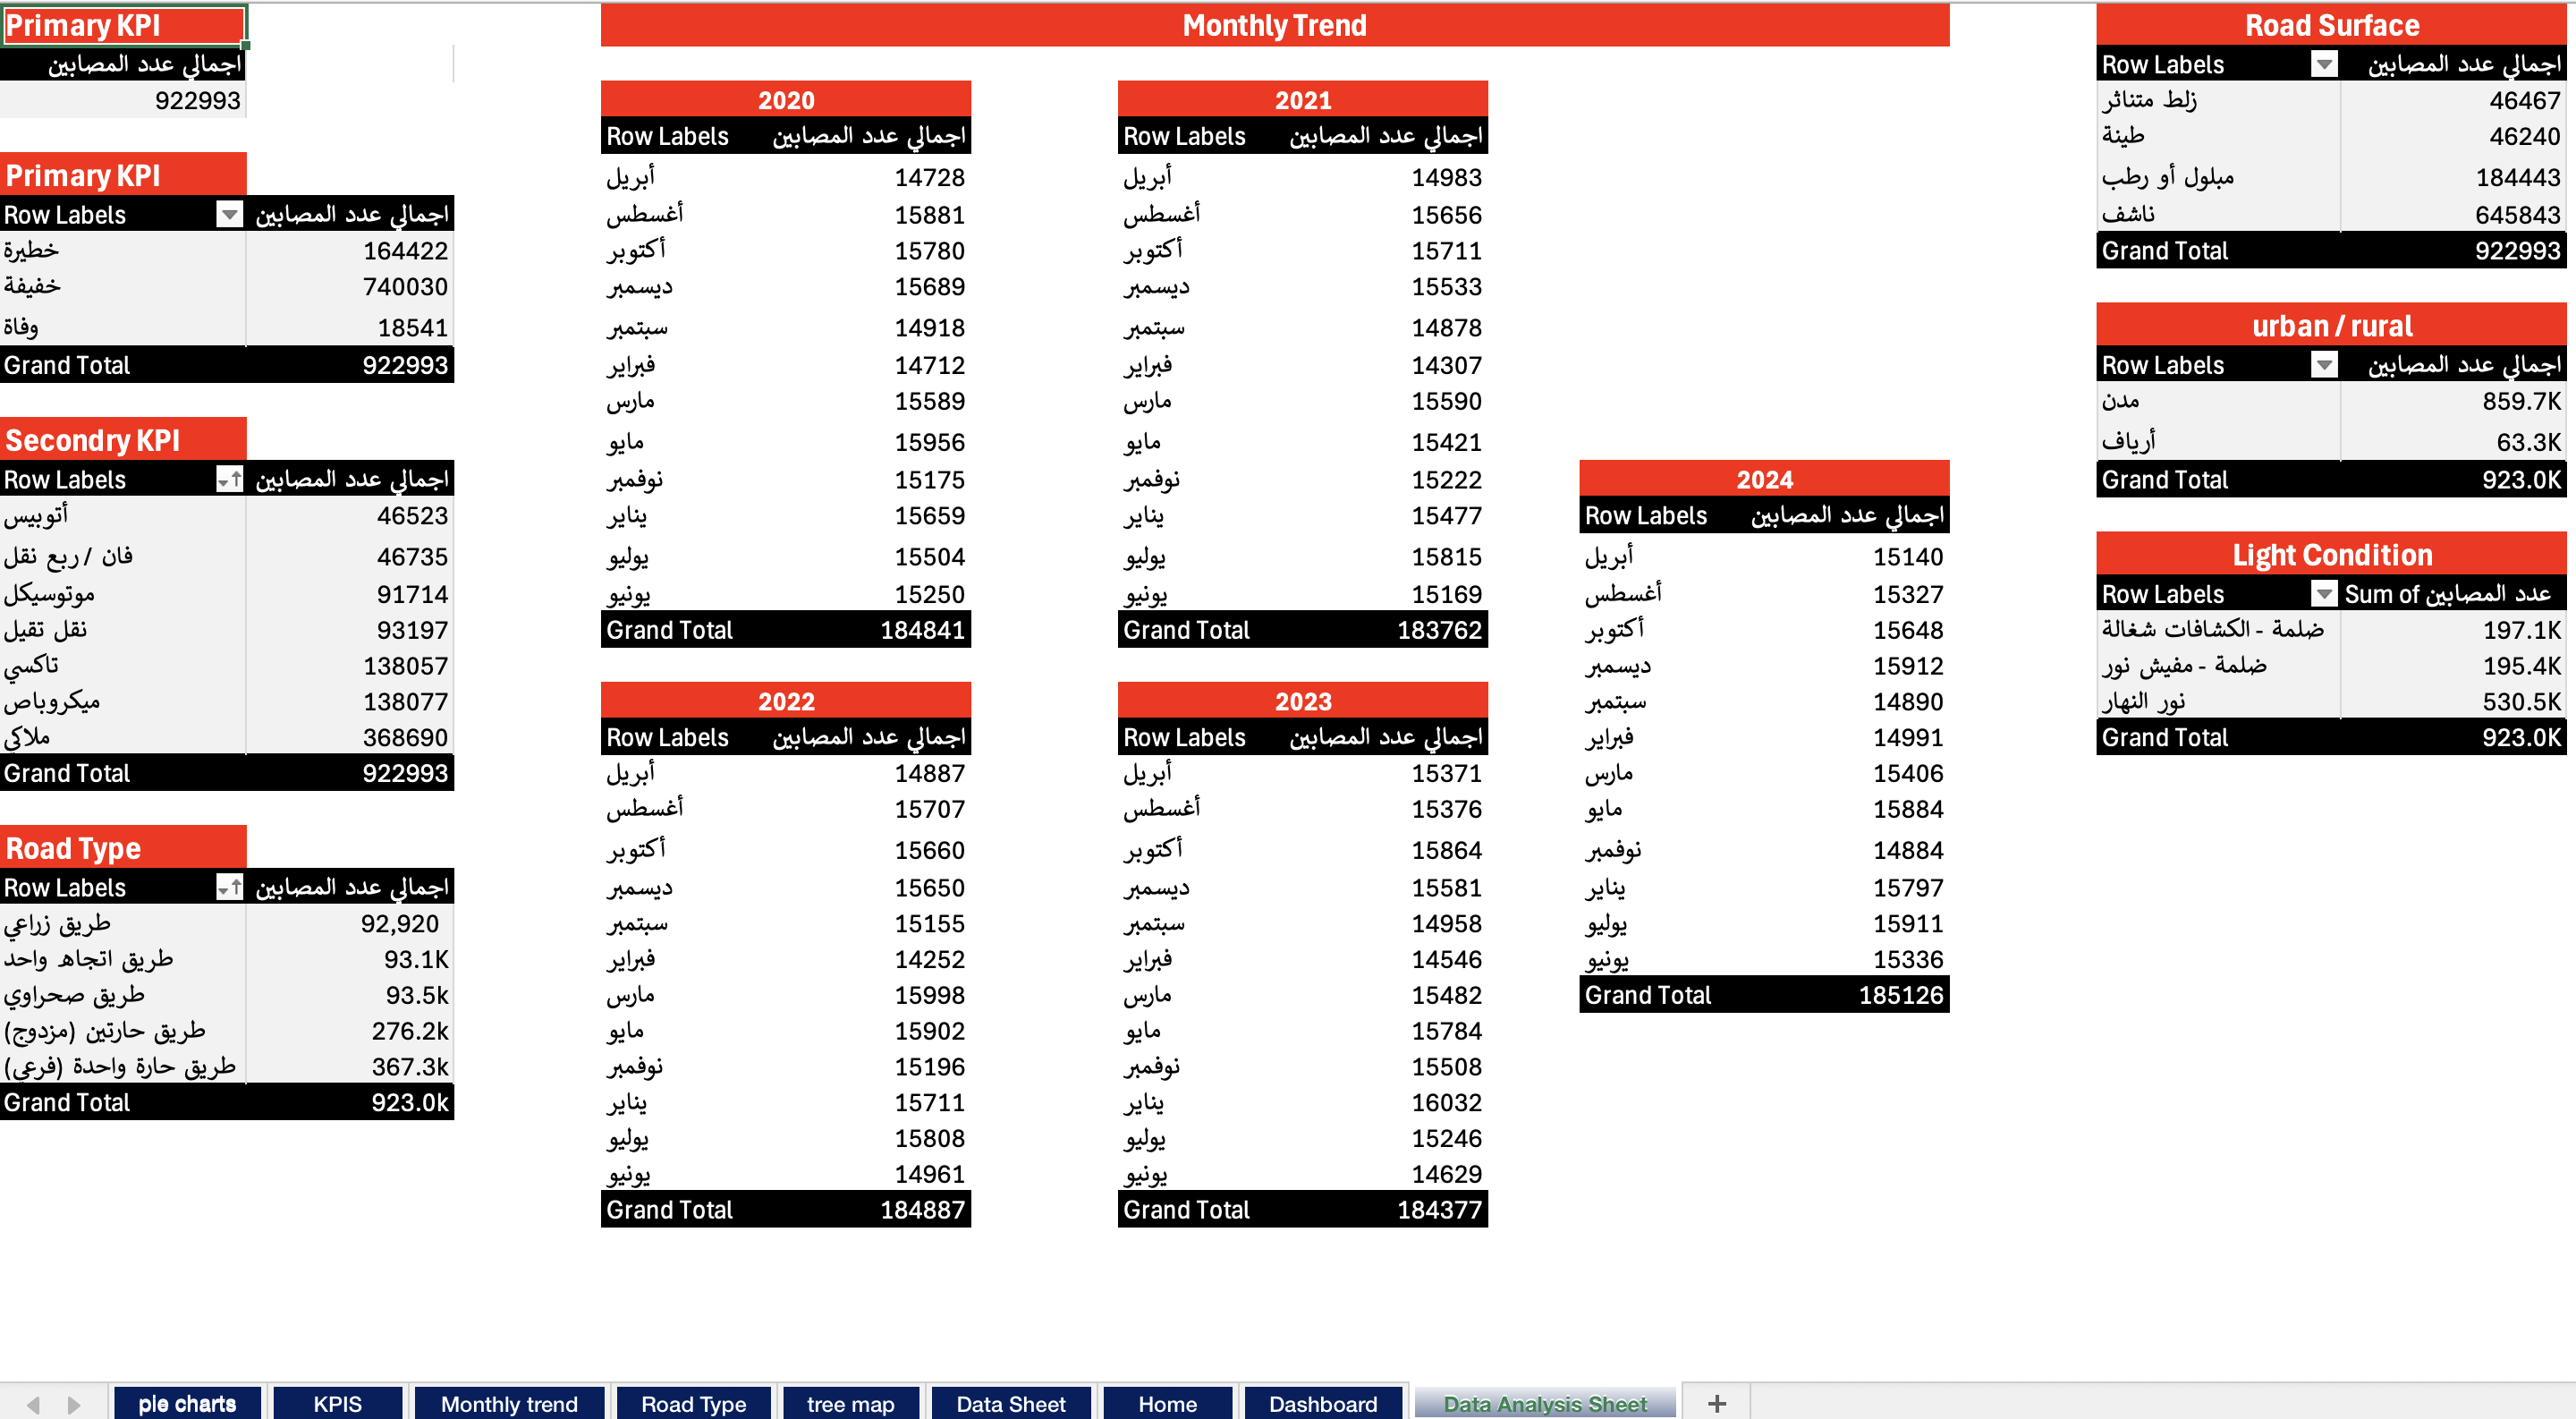 Primary KPI
اجمالي عدد المصابين
922993
Primary KPI
Row Labels اجمالي عدد المصابين
خطيرة 164422
خفيفة 740030
وفاة 18541
Grand Total 922993
Secondry KPI
Row Labels اجمالي عدد المصابين
أتوبيس 46523
فان / ربع نقل 46735
موتوسيكل 91714
نقل تقيل 93197
تاكسي 138057
ميكروباص 138077
ملاكي 368690
Grand Total 922993
Road Type
Row Labels اجمالي عدد المصابين
طريق زراعي 92,920
طريق اتجاه واحد 93.1K
طريق صحراوي 93.5k
طريق حارتين (مزدوج) 276.2k
طريق حارة واحدة (فرعي) 367.3k
Grand Total 923.0k
Monthly Trend
2020
Row Labels اجمالي عدد المصابين
أبريل 14728
أغسطس 15881
أكتوبر 15780
ديسمبر 15689
سبتمبر 14918
فبراير 14712
مارس 15589
مايو 15956
نوفمبر 15175
يناير 15659
يوليو 15504
يونيو 15250
Grand Total 184841
2021
Row Labels اجمالي عدد المصابين
أبريل 14983
أغسطس 15656
أكتوبر 15711
ديسمبر 15533
سبتمبر 14878
فبراير 14307
مارس 15590
مايو 15421
نوفمبر 15222
يناير 15477
يوليو 15815
يونيو 15169
Grand Total 183762
2022
Row Labels اجمالي عدد المصابين
أبريل 14887
أغسطس 15707
أكتوبر 15660
ديسمبر 15650
سبتمبر 15155
فبراير 14252
مارس 15998
مايو 15902
نوفمبر 15196
يناير 15711
يوليو 15808
يونيو 14961
Grand Total 184887
2023
Row Labels اجمالي عدد المصابين
أبريل 15371
أغسطس 15376
أكتوبر 15864
ديسمبر 15581
سبتمبر 14958
فبراير 14546
مارس 15482
مايو 15784
نوفمبر 15508
يناير 16032
يوليو 15246
يونيو 14629
Grand Total 184377
2024
Row Labels اجمالي عدد المصابين
أبريل 15140
أغسطس 15327
أكتوبر 15648
ديسمبر 15912
سبتمبر 14890
فبراير 14991
مارس 15406
مايو 15884
نوفمبر 14884
يناير 15797
يوليو 15911
يونيو 15336
Grand Total 185126
Road Surface
Row Labels اجمالي عدد المصابين
زلط متناثر 46467
طينة 46240
مبلول أو رطب 184443
ناشف 645843
Grand Total 922993
urban / rural
Row Labels اجمالي عدد المصابين
مدن 859.7K
أرياف 63.3K
Grand Total 923.0K
Light Condition
Row Labels Sum of عدد المصابين
ضلمة - الكشافات شغالة 197.1K
ضلمة - مفيش نور 195.4K
نور النهار 530.5K
Grand Total 923.0K
pie charts KPIS Monthly trend Road Type tree map Data Sheet Home Dashboard Data Analysis Sheet